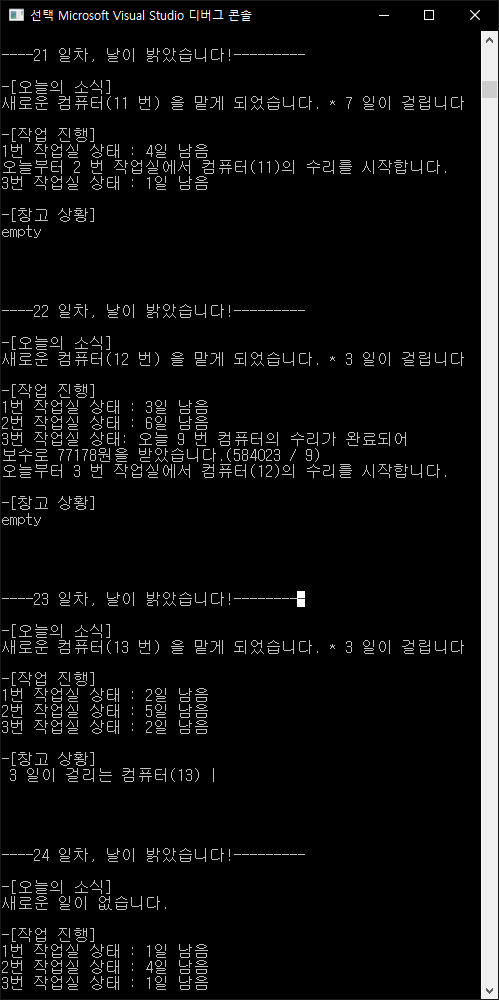 선택 Microsoft Visual Studio 디버그 콘솔
----21 일차, 날이 밝았습니다!---------
-[오늘의 소식]
새로운 컴퓨터(11 번) 을 맡게 되었습니다. * 7 일이 걸립니다
-[작업 진행]
1번 작업실 상태 : 4일 남음
오늘부터 2 번 작업실에서 컴퓨터(11)의 수리를 시작합니다.
3번 작업실 상태 : 1일 남음
-[창고 상황]
empty
----22 일차, 날이 밝았습니다!---------
-[오늘의 소식]
새로운 컴퓨터(12 번) 을 맡게 되었습니다. * 3 일이 걸립니다
-[작업 진행]
1번 작업실 상태 : 3일 남음
2번 작업실 상태 : 6일 남음
3번 작업실 상태: 오늘 9 번 컴퓨터의 수리가 완료되어
보수로 77178원을 받았습니다.(584023 / 9)
오늘부터 3 번 작업실에서 컴퓨터(12)의 수리를 시작합니다.
-[창고 상황]
empty
----23 일차, 날이 밝았습니다!---------
-[오늘의 소식]
새로운 컴퓨터(13 번) 을 맡게 되었습니다. * 3 일이 걸립니다
-[작업 진행]
1번 작업실 상태 : 2일 남음
2번 작업실 상태 : 5일 남음
3번 작업실 상태 : 2일 남음
-[창고 상황]
3 일이 걸리는 컴퓨터(13) |
----24 일차, 날이 밝았습니다!---------
-[오늘의 소식]
새로운 일이 없습니다.
-[작업 진행]
1번 작업실 상태 : 1일 남음
2번 작업실 상태 : 4일 남음
3번 작업실 상태 : 1일 남음